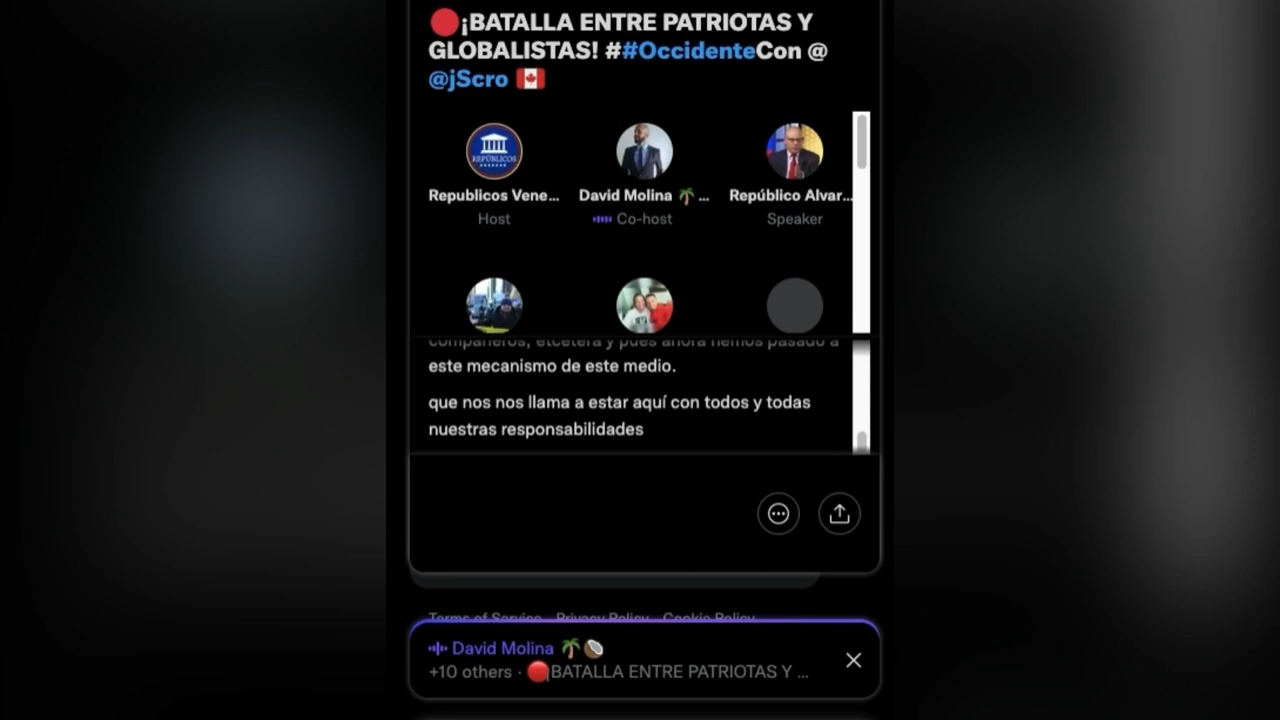 🔴¡BATALLA ENTRE PATRIOTAS Y
GLOBALISTAS! ##OccidenteCon @
@jScro 🇨🇦
REPÚBLICOS
Republicos Vene... David Molina 🌴 ... Repúblico Alvar...
Host Co-host Speaker
compañeros, etcétera y pues ahora hemos pasado a
este mecanismo de este medio.
que nos nos llama a estar aquí con todos y todas
nuestras responsabilidades
Terms of Service Privacy Policy Cookie Policy
David Molina 🌴🥥
+10 others · 🔴¡BATALLA ENTRE PATRIOTAS Y ...